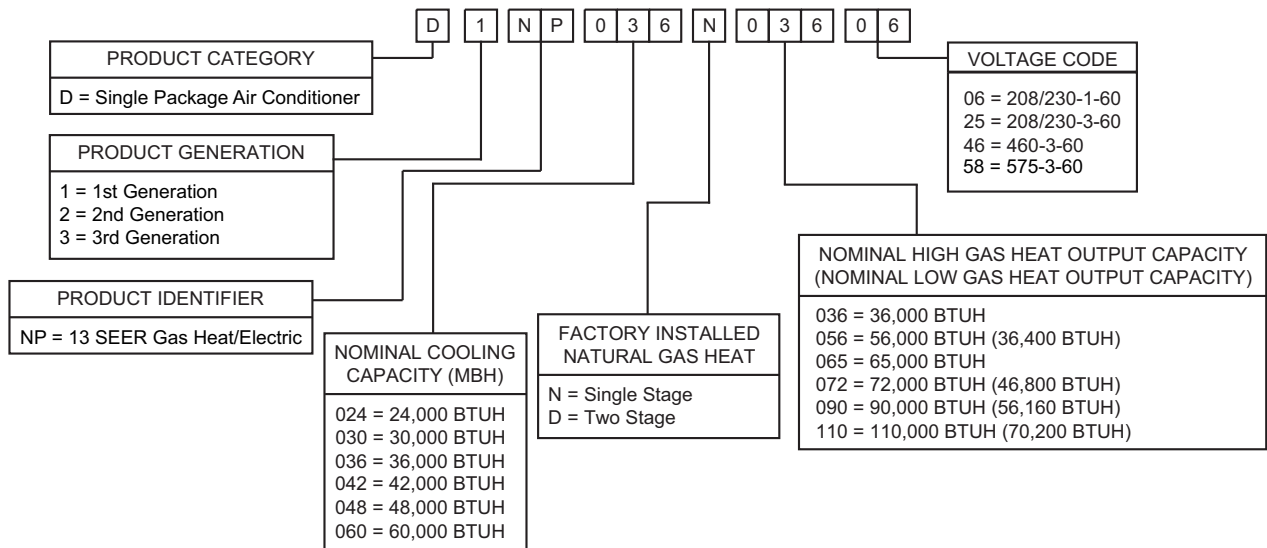 D 1 N P 0 3 6 N 0 3 6 0 6
PRODUCT CATEGORY
D = Single Package Air Conditioner
PRODUCT GENERATION
1 = 1st Generation
2 = 2nd Generation
3 = 3rd Generation
PRODUCT IDENTIFIER
NP = 13 SEER Gas Heat/Electric
NOMINAL COOLING
CAPACITY (MBH)
024 = 24,000 BTUH
030 = 30,000 BTUH
036 = 36,000 BTUH
042 = 42,000 BTUH
048 = 48,000 BTUH
060 = 60,000 BTUH
FACTORY INSTALLED
NATURAL GAS HEAT
N = Single Stage
D = Two Stage
NOMINAL HIGH GAS HEAT OUTPUT CAPACITY
(NOMINAL LOW GAS HEAT OUTPUT CAPACITY)
036 = 36,000 BTUH
056 = 56,000 BTUH (36,400 BTUH)
065 = 65,000 BTUH
072 = 72,000 BTUH (46,800 BTUH)
090 = 90,000 BTUH (56,160 BTUH)
110 = 110,000 BTUH (70,200 BTUH)
VOLTAGE CODE
06 = 208/230-1-60
25 = 208/230-3-60
46 = 460-3-60
58 = 575-3-60